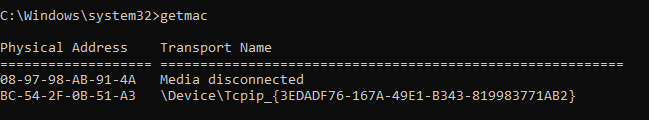 C:\Windows\system32>getmac
Physical Address    Transport Name
=================== ==========================================================
08-97-98-AB-91-4A   Media disconnected
BC-54-2F-0B-51-A3   \Device\Tcpip_{3EDADF76-167A-49E1-B343-819983771AB2}